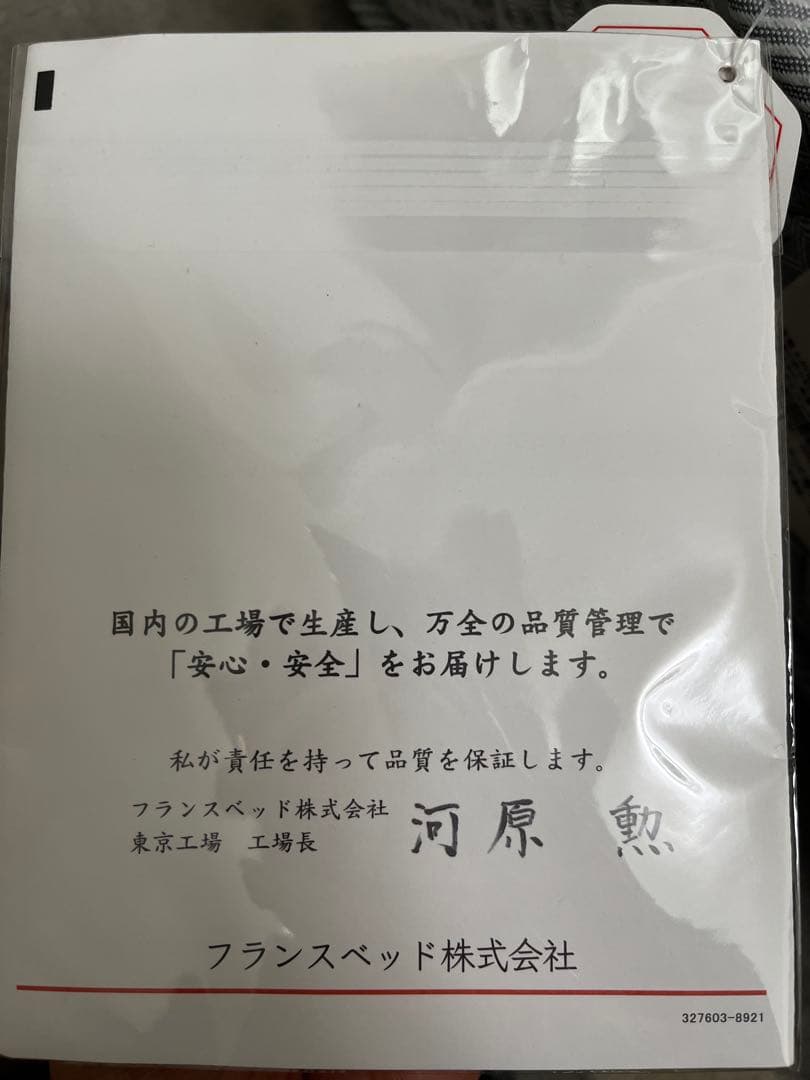 国内の工場で生産し、万全の品質管理で
「安心・安全」をお届けします。
私が責任を持って品質を保証します。
フランスベッド株式会社
東京工場　工場長
河原　勲
フランスベッド株式会社
327603-8921